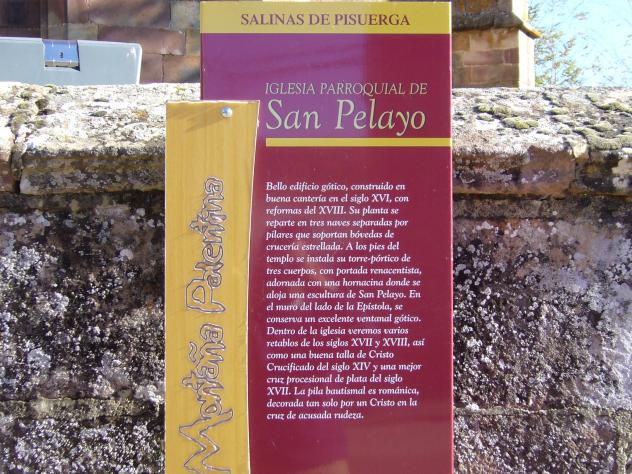 SALINAS DE PISUERGA
IGLESIA PARROQUIAL DE
San Pelayo
Bello edificio gótico, construido en
buena cantería en el siglo XVI, con
reformas del XVIII. Su planta se
reparte en tres naves separadas por
pilares que soportan bóvedas de
crucería estrellada. A los pies del
templo se instala su torre-pórtico de
tres cuerpos, con portada renacentista,
adornada con una hornacina donde se
aloja una escultura de San Pelayo. En
el muro del lado de la Epístola, se
conserva un excelente ventanal gótico.
Dentro de la iglesia veremos varios
retablos de los siglos XVII y XVIII, así
como una buena talla de Cristo
Crucificado del siglo XIV y una mejor
cruz procesional de plata del siglo
XVII. La pila bautismal es románica,
decorada tan solo por un Cristo en la
cruz de acusada rudeza.
Montaña Palentina